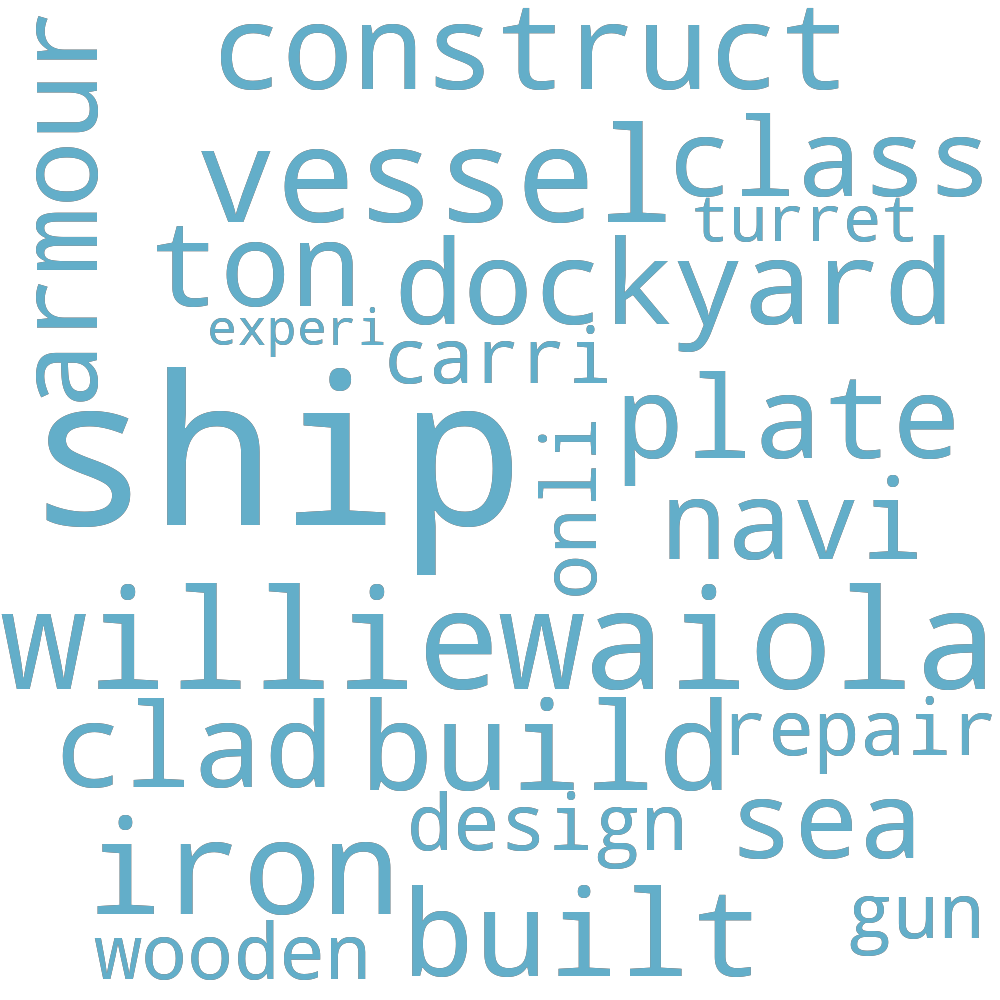 construct
armour
vessel
class
turret
ton
dockyard
experi
carri
ship
plate
onli
navi
williewaiola
clad
build
repair
design
sea
iron
built
gun
wooden